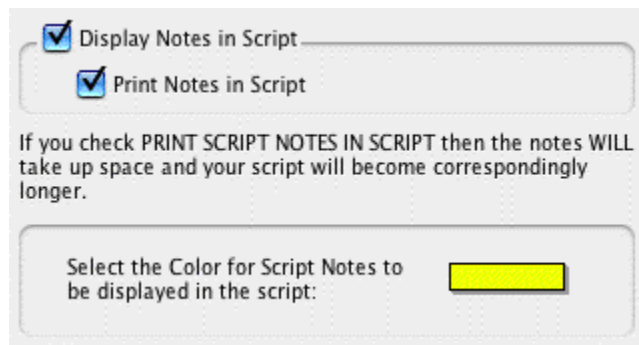 Display Notes in Script
Print Notes in Script
If you check PRINT SCRIPT NOTES IN SCRIPT then the notes WILL
take up space and your script will become correspondingly
longer.
Select the Color for Script Notes to
be displayed in the script: